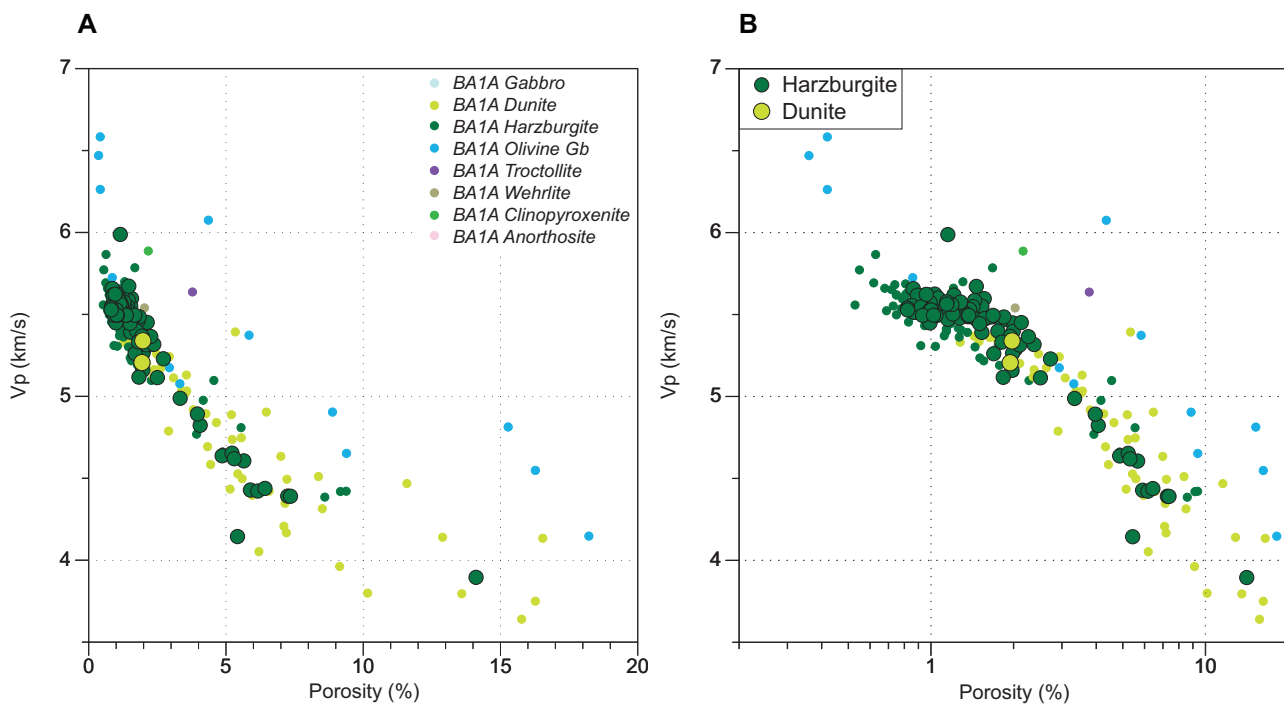 A
7
6
5
4
Vp (km/s)
0
5
10
15
20
Porosity (%)
BA1A Gabbro
BA1A Dunite
BA1A Harzburgite
BA1A Olivine Gb
BA1A Troctollite
BA1A Wehrlite
BA1A Clinopyroxenite
BA1A Anorthosite
B
7
6
5
4
Vp (km/s)
1
10
Porosity (%)
Harzburgite
Dunite